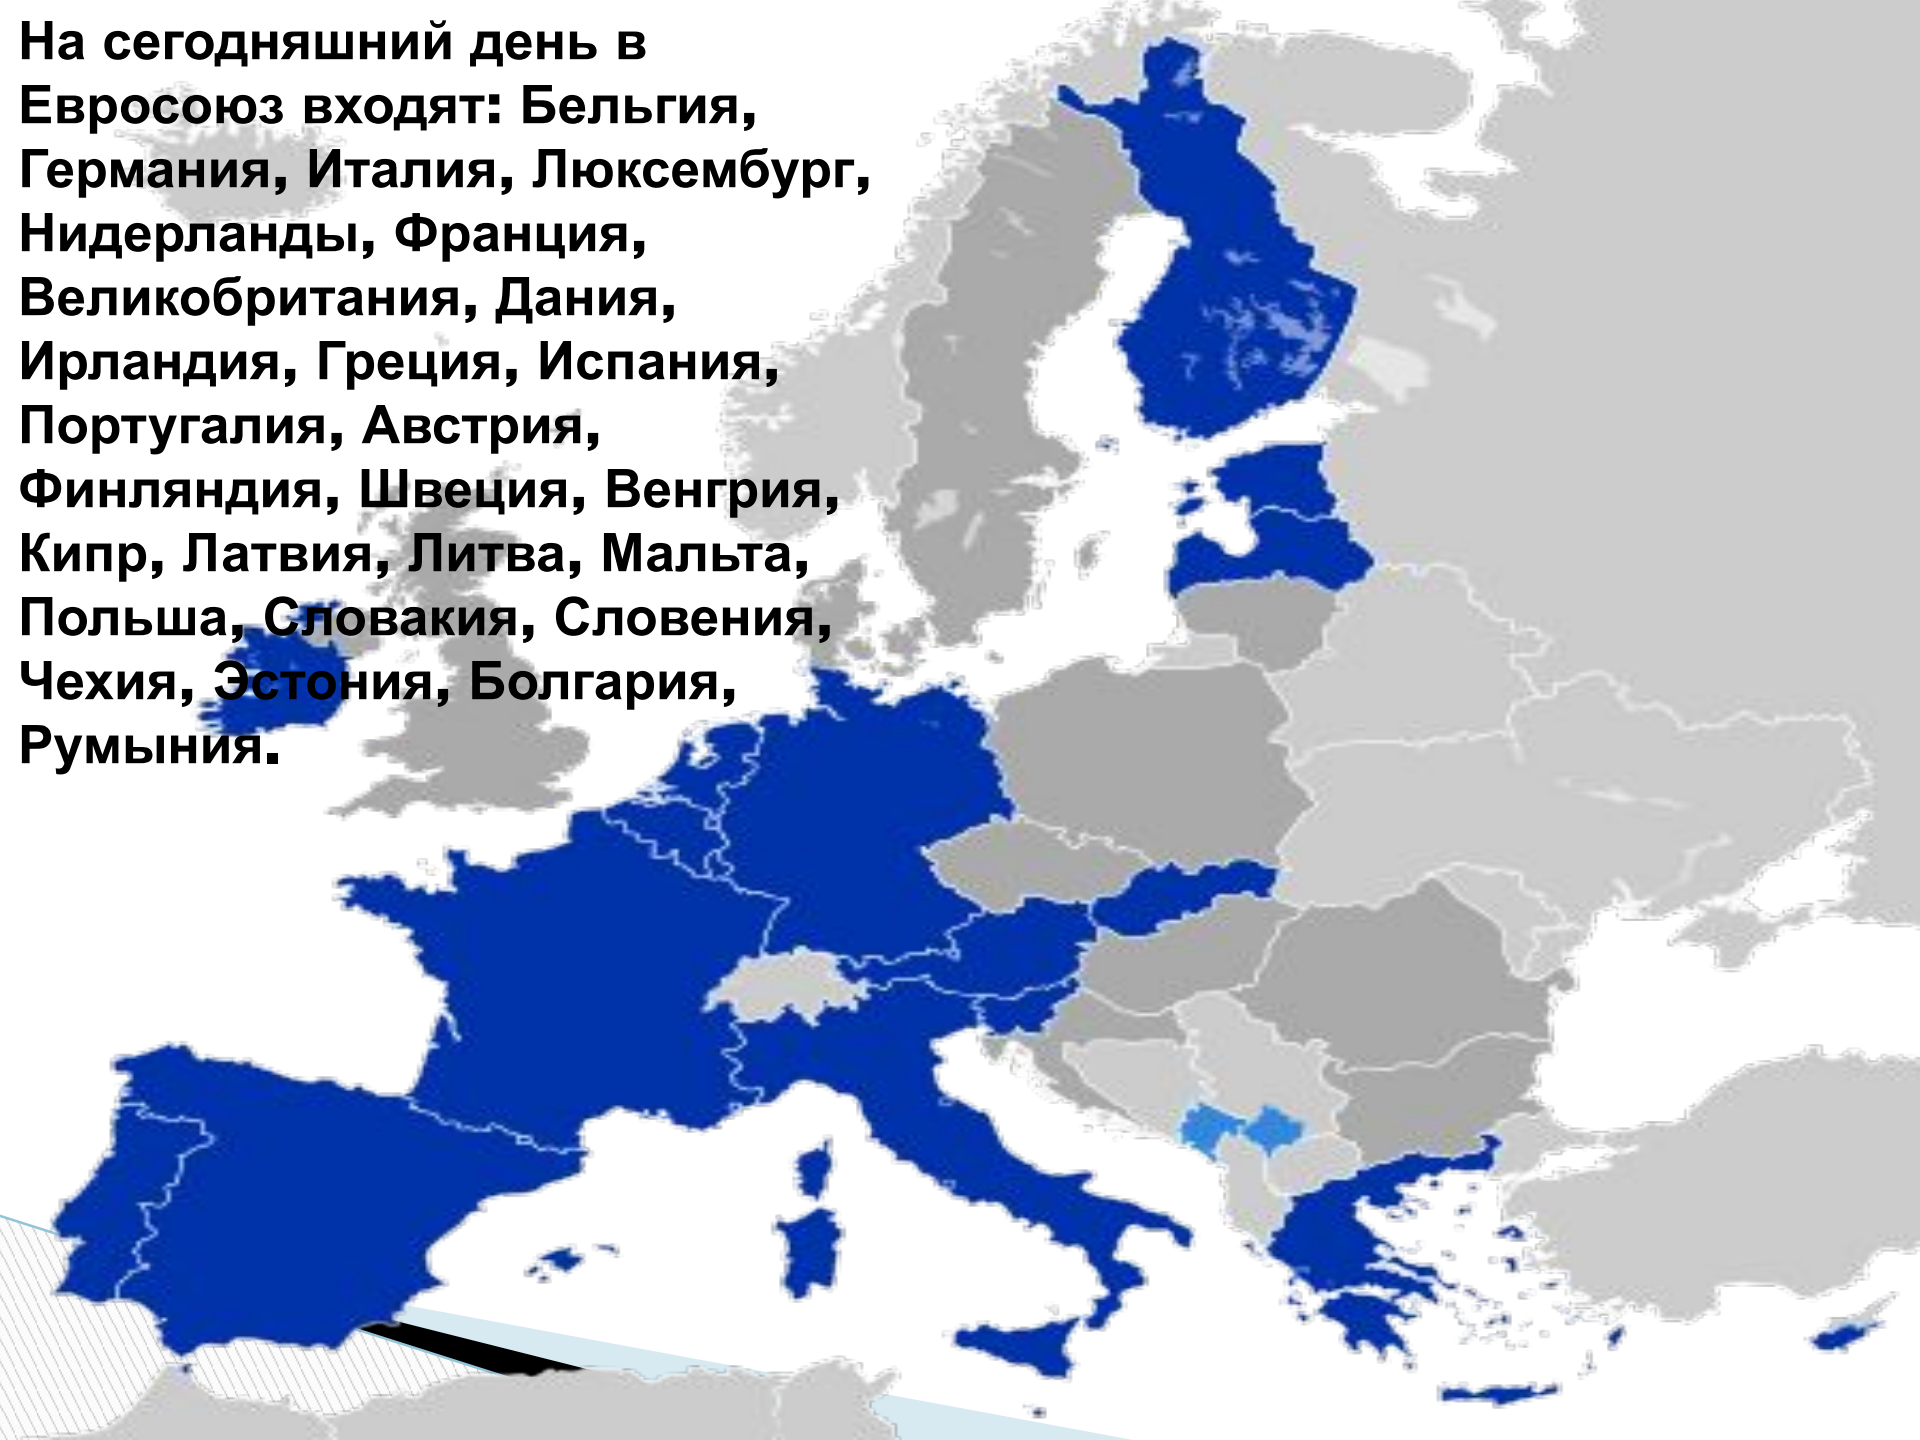 На сегодняшний день в
Евросоюз входят: Бельгия,
Германия, Италия, Люксембург,
Нидерланды, Франция,
Великобритания, Дания,
Ирландия, Греция, Испания,
Португалия, Австрия,
Финляндия, Швеция, Венгрия,
Кипр, Латвия, Литва, Мальта,
Польша, Словакия, Словения,
Чехия, Эстония, Болгария,
Румыния.